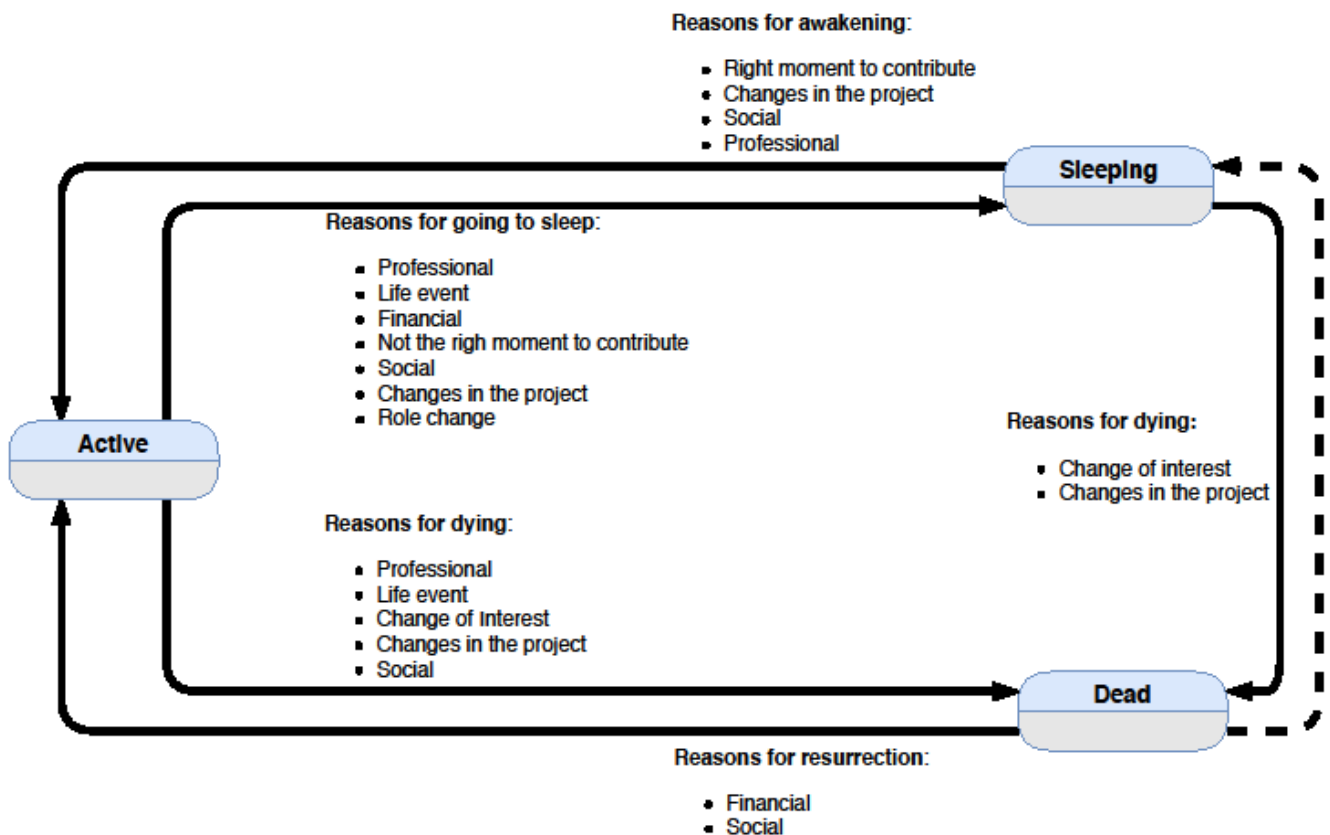 Reasons for awakening:
Right moment to contribute
Changes in the project
Social
Professional
Sleeping
Reasons for going to sleep:
Professional
Life event
Financial
Not the righ moment to contribute
Social
Changes in the project
Role change
Active
Reasons for dying:
Change of interest
Changes in the project
Reasons for dying:
Professional
Life event
Change of Interest
Changes in the project
Social
Dead
Reasons for resurrection:
Financial
Social